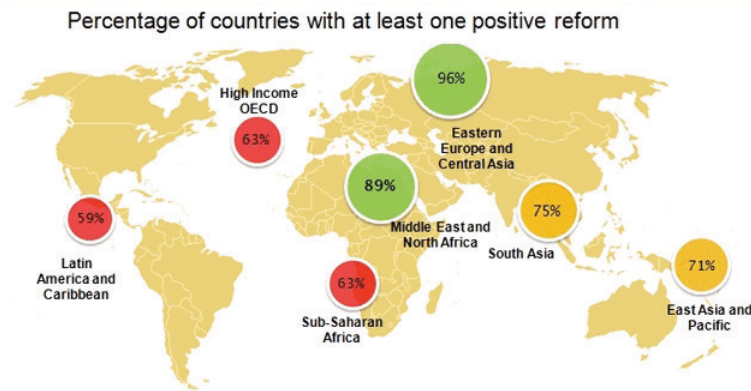 Percentage of countries with at least one positive reform
96%
Eastern
Europe and
Central Asia
High Income
OECD
63%
89%
Middle East and
North Africa
75%
South Asia
59%
Latin
America and
Caribbean
63%
Sub-Saharan
Africa
71%
East Asia and
Pacific